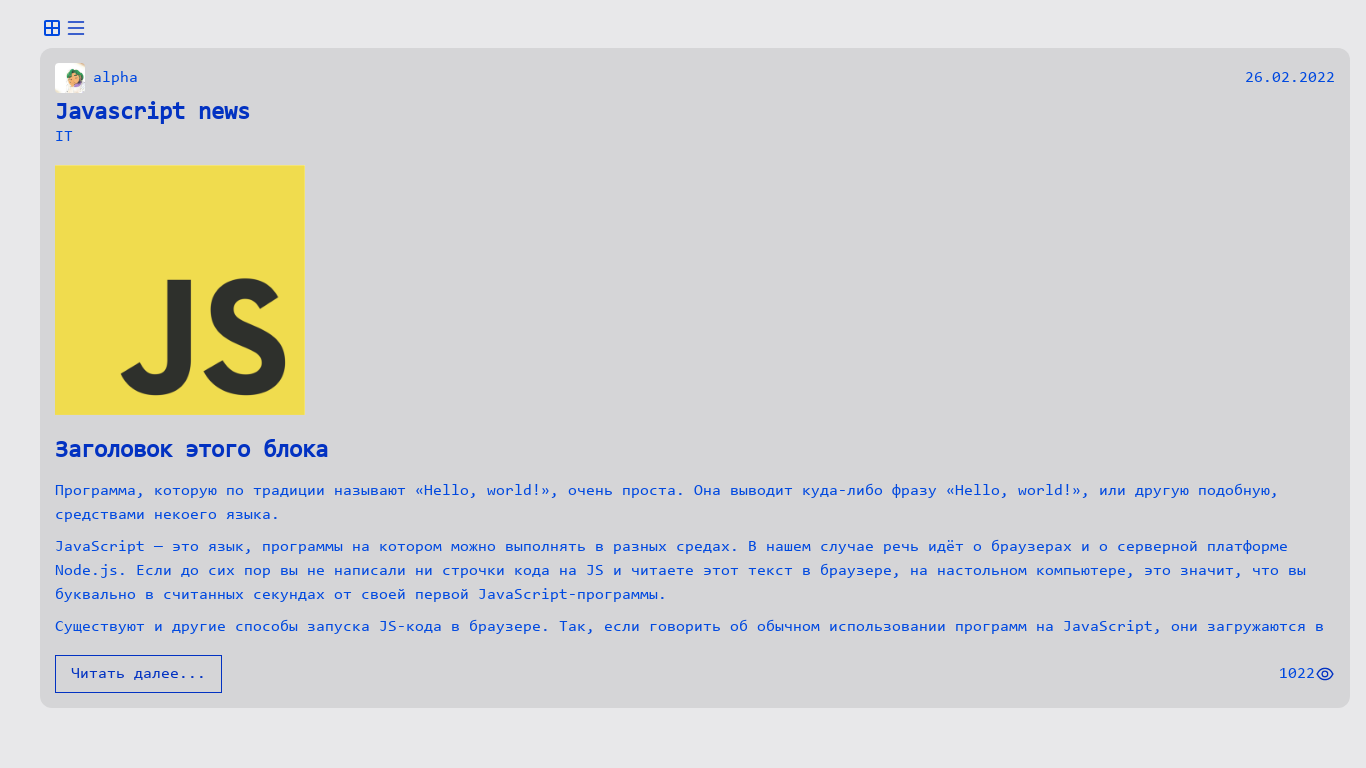 alpha
26.02.2022
Javascript news
IT
JS
Заголовок этого блока
Программа, которую по традиции называют «Hello, world!», очень проста. Она выводит куда-либо фразу «Hello, world!», или другую подобную,
средствами некоего языка.
JavaScript — это язык, программы на котором можно выполнять в разных средах. В нашем случае речь идёт о браузерах и о серверной платформе
Node.js. Если до сих пор вы не написали ни строчки кода на JS и читаете этот текст в браузере, на настольном компьютере, это значит, что вы
буквально в считанных секундах от своей первой JavaScript-программы.
Существуют и другие способы запуска JS-кода в браузере. Так, если говорить об обычном использовании программ на JavaScript, они загружаются в
Читать далее...
1022